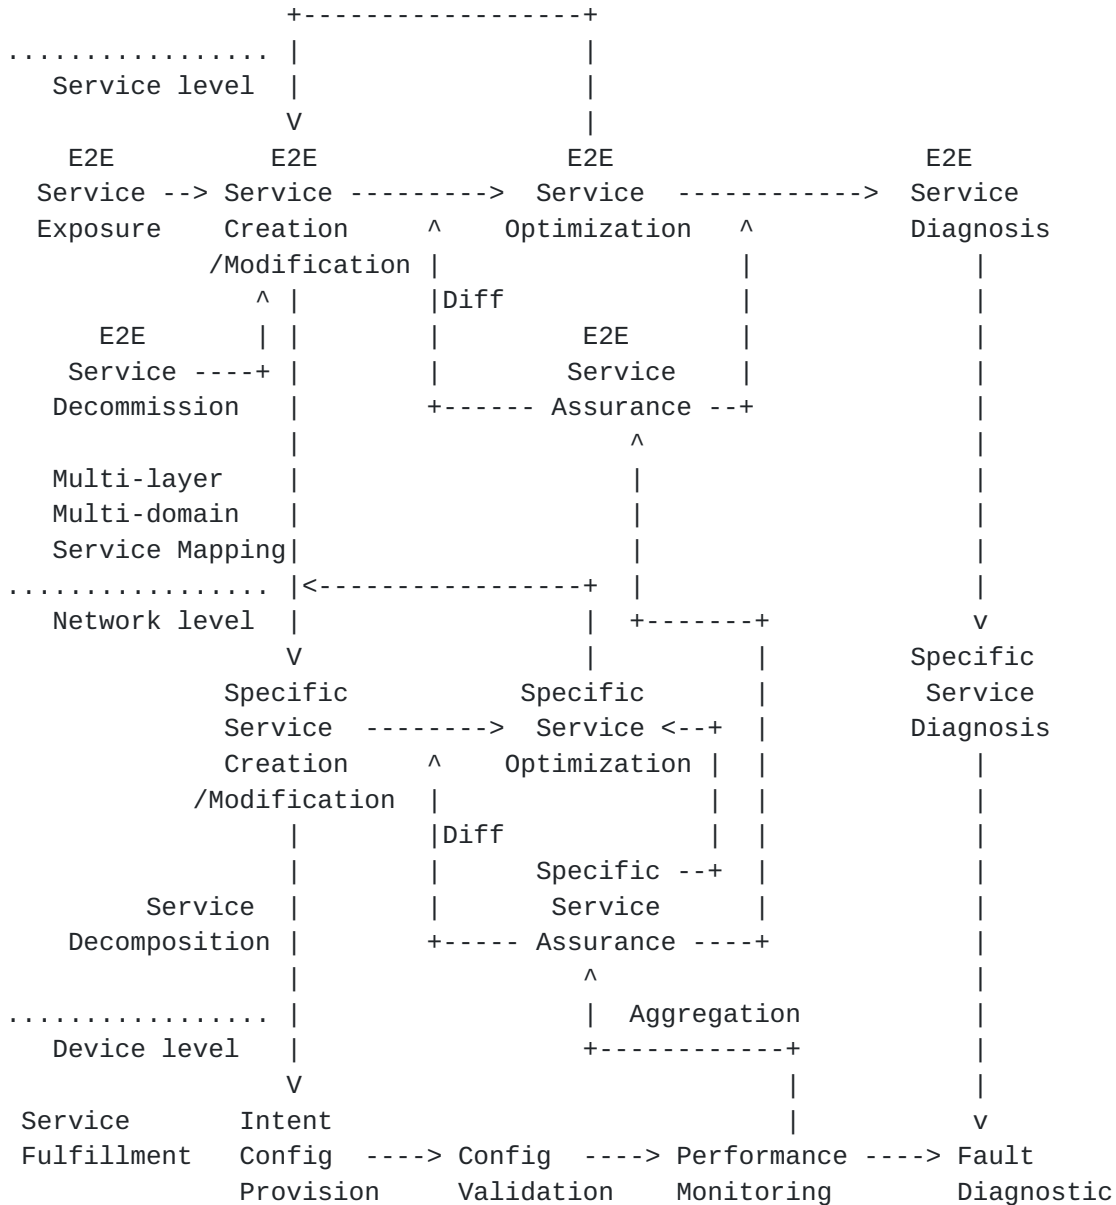 +-------------------+
................. |                   |
   Service level  |                   |
                  V                   |
    E2E          E2E                E2E                    E2E
  Service --> Service --------->  Service  ------------>  Service
  Exposure    Creation     ^    Optimization   ^          Diagnosis
             /Modification |                   |              |
                ^ |        |Diff               |              |
      E2E       | |        |         E2E       |              |
    Service ----+ |        |        Service    |              |
   Decommission   |        +------ Assurance --+              |
                  |                     ^                     |
   Multi-layer    |                     |                     |
   Multi-domain   |                     |                     |
   Service Mapping|                     |                     |
................. |<-----------------+  |                     |
   Network level  |                  |  +-------+             v
                  V                  |          |         Specific
              Specific           Specific       |          Service
              Service  -------->  Service <--+  |         Diagnosis
              Creation     ^    Optimization |  |             |
            /Modification  |                 |  |             |
                  |        |Diff             |  |             |
                  |        |      Specific --+  |             |
         Service  |        |       Service      |             |
    Decomposition |        +----- Assurance ----+             |
                  |                  ^                        |
................. |                  |  Aggregation           |
   Device level   |                  +------------+           |
                  V                               |           |
 Service       Intent                             |           v
 Fulfillment   Config  ----> Config  ----> Performance ----> Fault
               Provision     Validation    Monitoring        Diagnostic